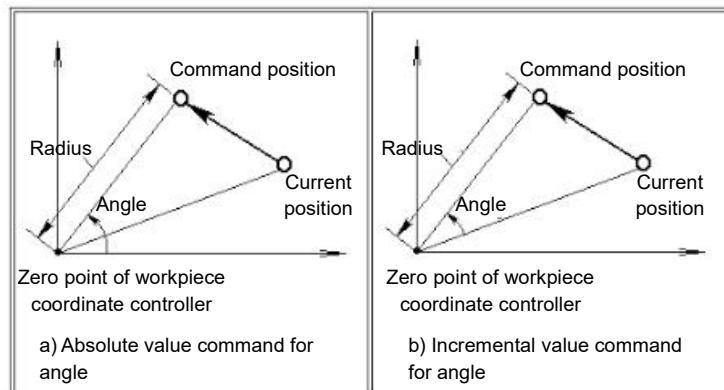 Command position
Radius
Angle
Current
position
Zero point of workpiece
coordinate controller
a) Absolute value command for
angle
Command position
Radius
Angle
Current
position
Zero point of workpiece
coordinate controller
b) Incremental value command
for angle